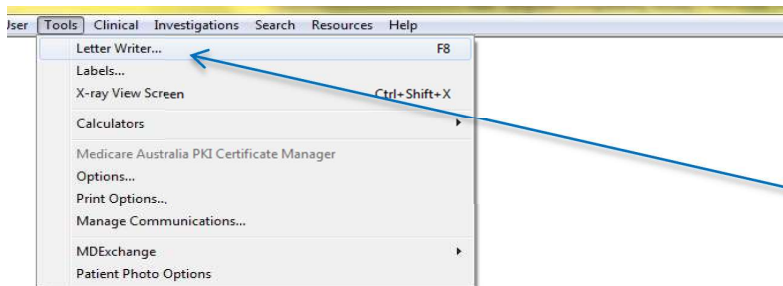 User Tools Clinical Investigations Search Resources Help
Letter Writer... F8
Labels...
X-ray View Screen Ctrl+Shift+X
Calculators
Medicare Australia PKI Certificate Manager
Options...
Print Options...
Manage Communications...
MDExchange
Patient Photo Options